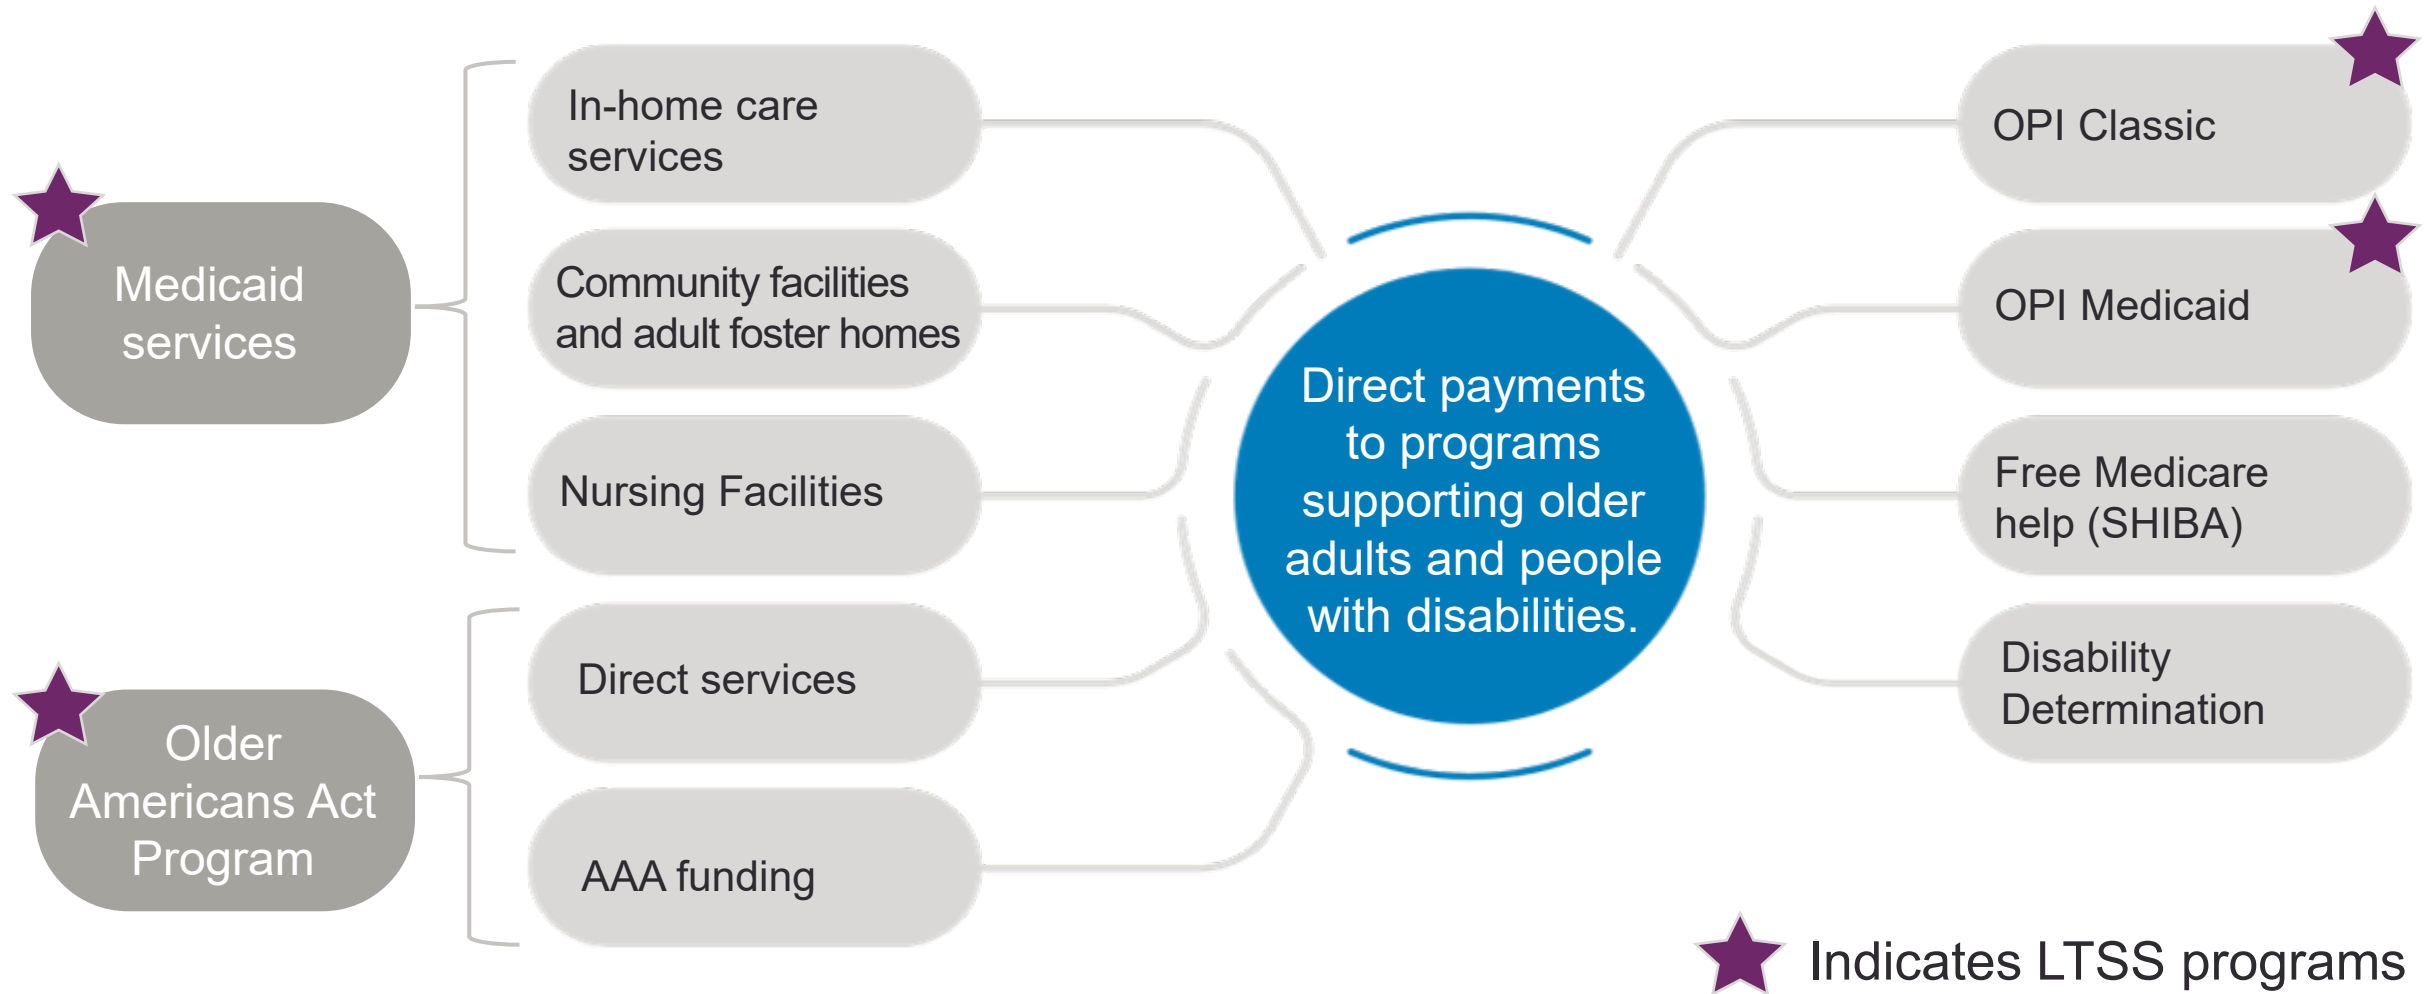 Medicaid
services
In-home care
services
Community facilities
and adult foster homes
Nursing Facilities
Older
Americans Act
Program
Direct services
AAA funding
Direct payments
to programs
supporting older
adults and people
with disabilities.
OPI Classic
OPI Medicaid
Free Medicare
help (SHIBA)
Disability
Determination
Indicates LTSS programs